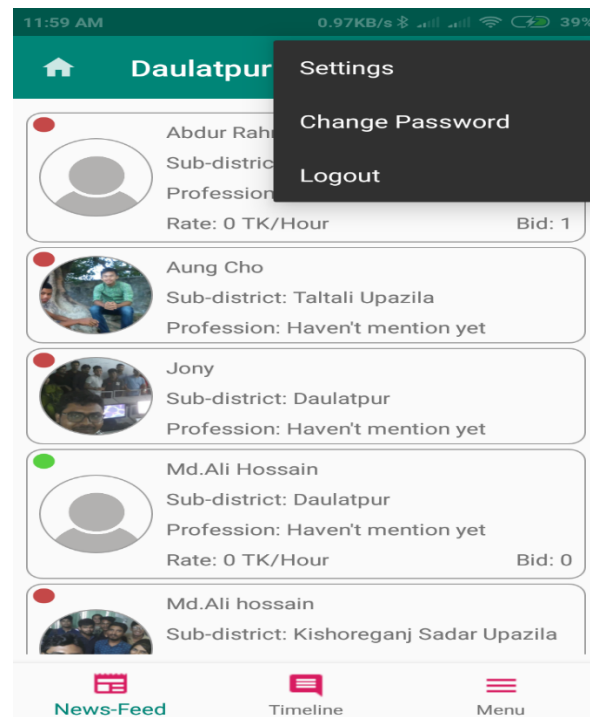 11:59 AM 0.97KB/s 39%
Daulatpur
Settings
Change Password
Logout
Abdur
Sub-distric
Profession
Rate: 0 TK/Hour Bid: 1
Aung Cho
Sub-district: Taltali Upazila
Profession: Haven't mention yet
Jony
Sub-district: Daulatpur
Profession: Haven't mention yet
Md.Ali Hossain
Sub-district: Daulatpur
Profession: Haven't mention yet
Rate: 0 TK/Hour Bid: 0
Md.Ali hossain
Sub-district: Kishoreganj Sadar Upazila
News-Feed Timeline Menu